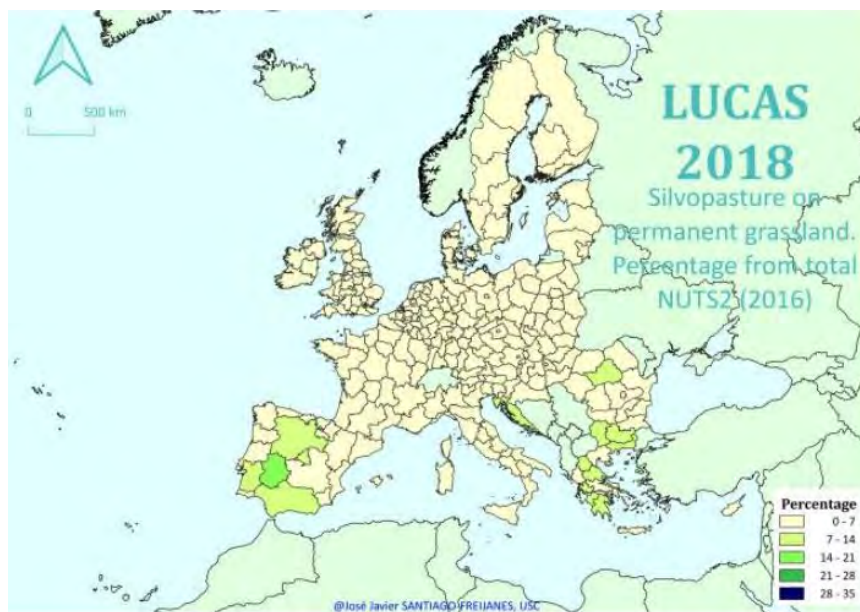 0 500 km
LUCAS
2018
Silvopasture on
permanent grassland.
Percentage from total
NUTS2 (2016)
Percentage
0 - 7
7 - 14
14 - 21
21 - 28
28 - 35
@José Javier SANTIAGO-FREIJANES, USC